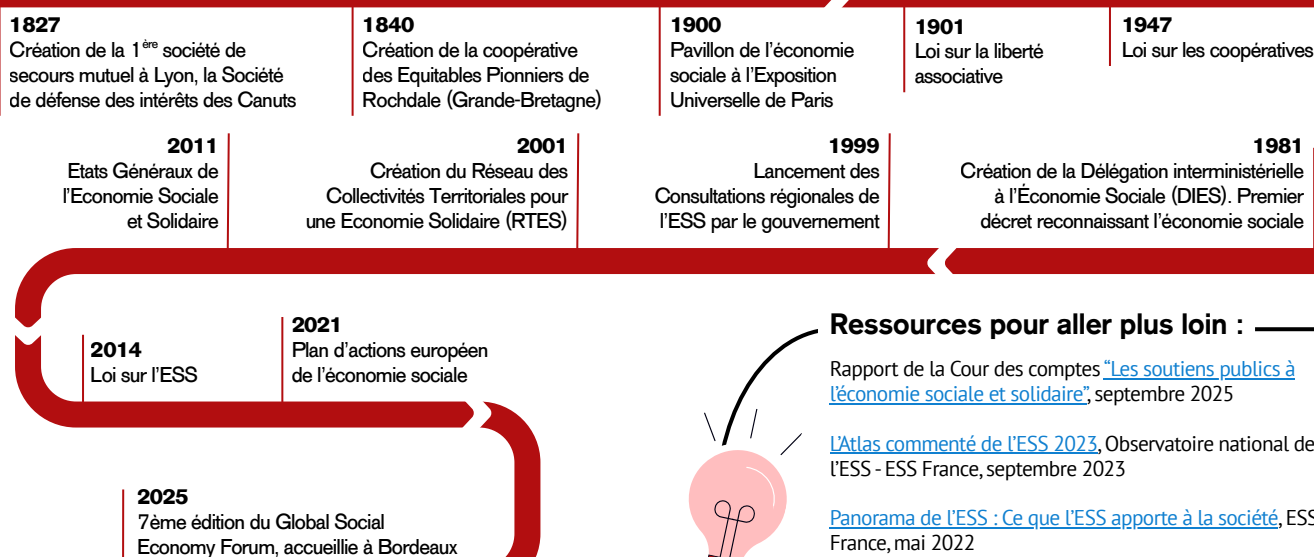 1827
Création de la 1ère société de
secours mutuel à Lyon, la Société
de défense des intérêts des Canuts
1840
Création de la coopérative
des Equitables Pionniers de
Rochdale (Grande-Bretagne)
1900
Pavillon de l'économie
sociale à l'Exposition
Universelle de Paris
1901
Loi sur la liberté
associative
1947
Loi sur les coopératives
2011
Etats Généraux de
l'Economie Sociale
et Solidaire
2001
Création du Réseau des
Collectivités Territoriales pour
une Economie Solidaire (RTES)
1999
Lancement des
Consultations régionales de
l'ESS par le gouvernement
1981
Création de la Délégation interministérielle
à l'Économie Sociale (DIES). Premier
décret reconnaissant l'économie sociale
2014
Loi sur l'ESS
2021
Plan d'actions européen
de l'économie sociale
2025
7ème édition du Global Social
Economy Forum, accueillie à Bordeaux
Ressources pour aller plus loin :
Rapport de la Cour des comptes "Les soutiens publics à
l'économie sociale et solidaire", septembre 2025
L'Atlas commenté de l'ESS 2023, Observatoire national de
l'ESS - ESS France, septembre 2023
Panorama de l'ESS : Ce que l'ESS apporte à la société, ESS
France, mai 2022